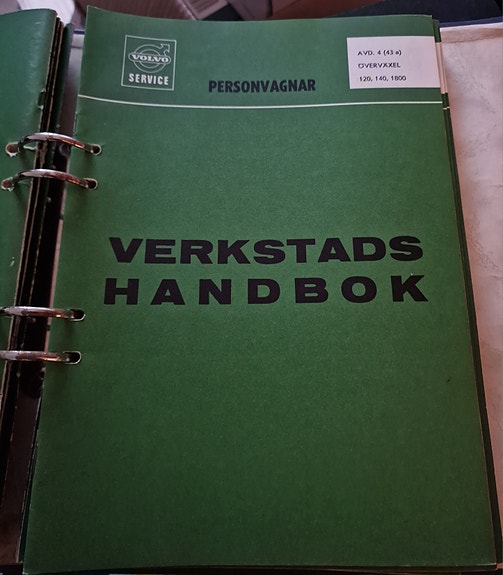 VOLVO
SERVICE
PERSONVAGNAR
AVD. 4 (43 e)
ÖVERVÄXEL
120, 140, 1800
VERKSTADS
HANDBOK